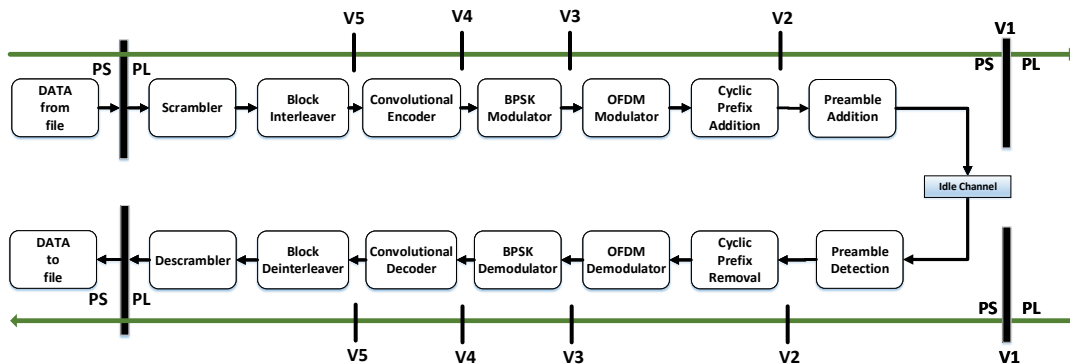 V5 V4 V3 V2 V1
PS PL PS PL
DATA
from
file
Scrambler
Block
Interleaver
Convolutional
Encoder
BPSK
Modulator
OFDM
Modulator
Cyclic
Prefix
Addition
Preamble
Addition
Idle Channel
DATA
to
file
Descrambler
Block
Deinterleaver
Convolutional
Decoder
BPSK
Demodulator
OFDM
Demodulator
Cyclic
Prefix
Removal
Preamble
Detection
PS PL PS PL
V5 V4 V3 V2 V1